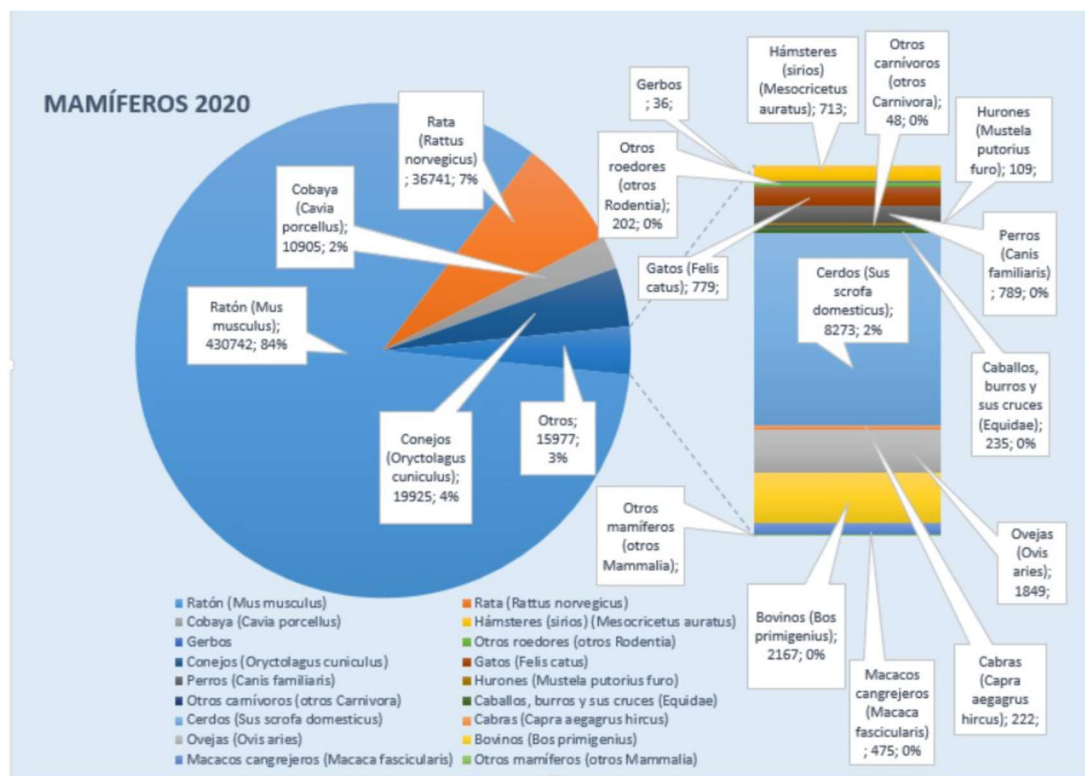 MAMÍFEROS 2020
Rata
(Rattus
norvegicus)
; 36741; 7%
Cobaya
(Cavia
porcellus);
10905; 2%
Ratón (Mus
musculus);
430742; 84%
Conejos
(Oryctolagus
cuniculus);
19925; 4%
Otros;
15977;
3%
Gerbos
; 36;
Hámsteres
(sirios)
(Mesocricetus
auratus); 713;
Otros
carnívoros
(otros
Carnivora);
48; 0%
Hurones
(Mustela
putorius
furo); 109;
Otros
roedores
(otros
Rodentia);
202; 0%
Gatos (Felis
catus); 779;
Perros
(Canis
familiaris)
; 789; 0%
Cerdos (Sus
scrofa
domesticus);
8273; 2%
Caballos,
burros y
sus cruces
(Equidae);
235; 0%
Otros
mamíferos
(otros
Mammalia);
Ovejas
(Ovis
aries);
1849;
Bovinos (Bos
primigenius);
2167; 0%
Macacos
cangrejeros
(Macaca
fascicularis)
; 475; 0%
Cabras
(Capra
aegagrus
hircus); 222;
Ratón (Mus musculus)
Rata (Rattus norvegicus)
Cobaya (Cavia porcellus)
Hámsteres (sirios) (Mesocricetus auratus)
Gerbos
Otros roedores (otros Rodentia)
Conejos (Oryctolagus cuniculus)
Gatos (Felis catus)
Perros (Canis familiaris)
Hurones (Mustela putorius furo)
Otros carnívoros (otros Carnivora)
Caballos, burros y sus cruces (Equidae)
Cerdos (Sus scrofa domesticus)
Cabras (Capra aegagrus hircus)
Ovejas (Ovis aries)
Bovinos (Bos primigenius)
Macacos cangrejeros (Macaca fascicularis)
Otros mamíferos (otros Mammalia)